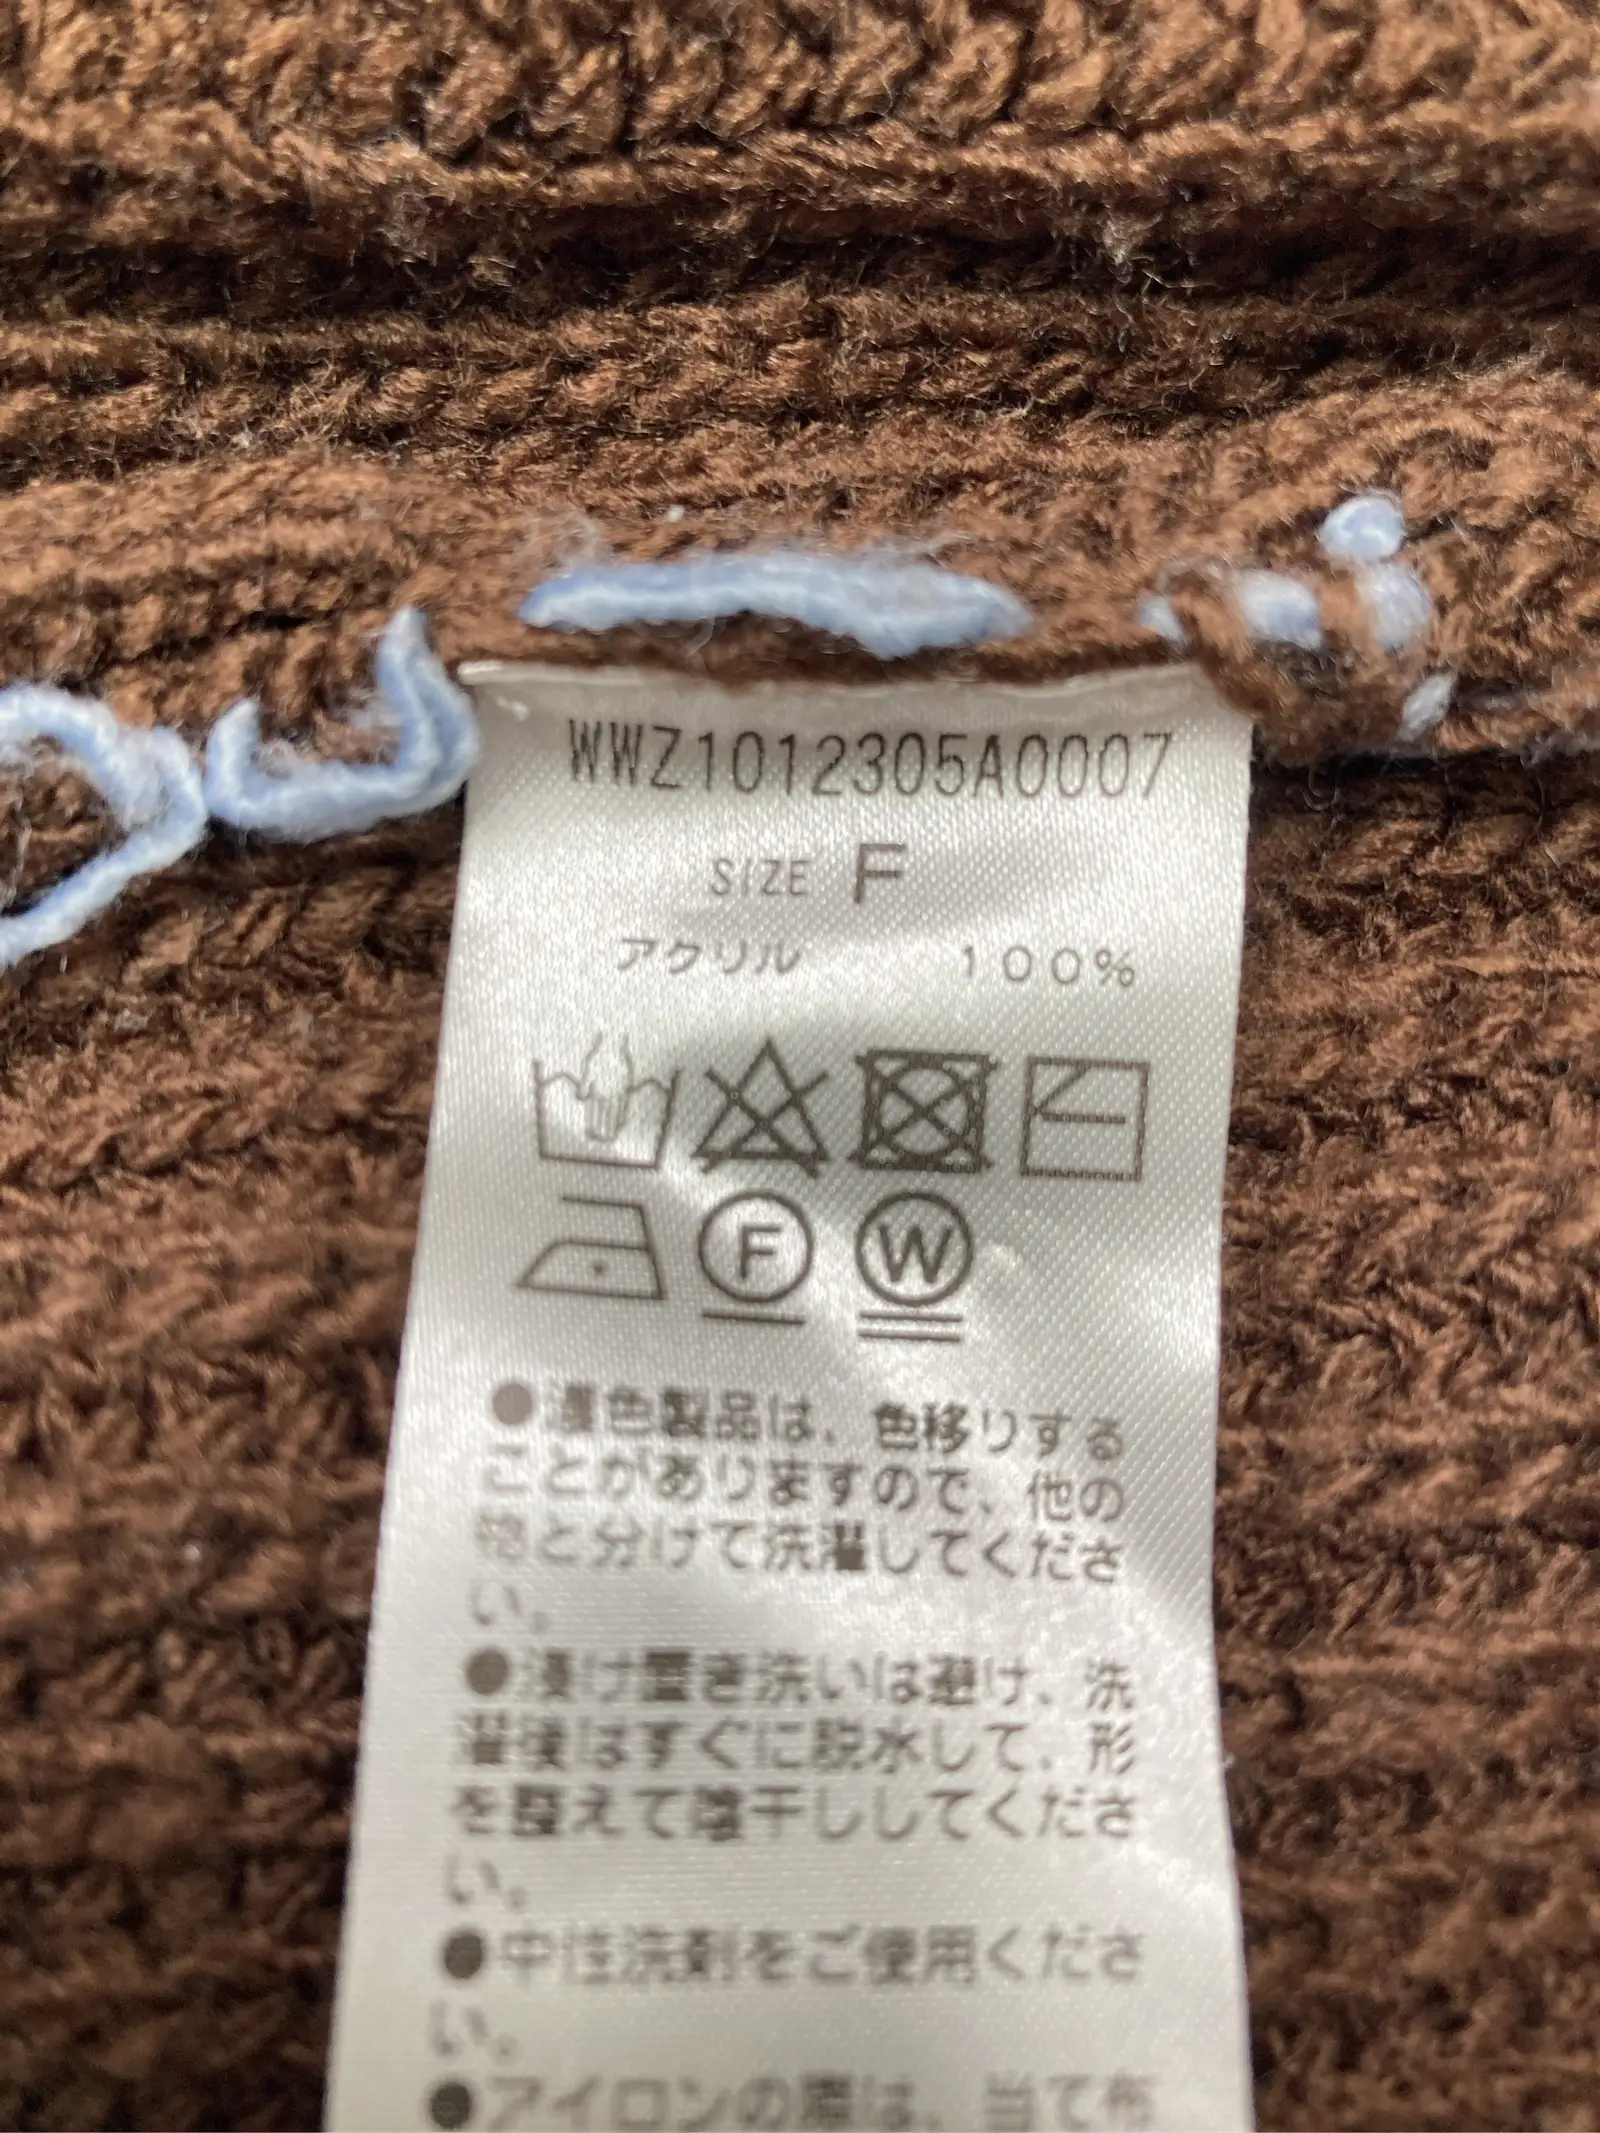 WWZ1012305A0007
SIZE F
アクリル 100%
F W
●濃色製品は、色移りする
ことがありますので、他の
物と分けて洗濯してくださ
い。
●浸け置き洗いは避け、洗
濯後はすぐに脱水して、形
を整えて陰干ししてくださ
い。
●中性洗剤をご使用くださ
い。
●アイロンの際は、当て布